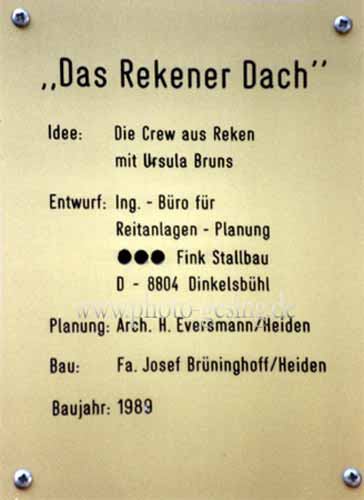 „Das Rekener Dach”
Idee: Die Crew aus Reken
mit Ursula Bruns
Entwurf: Ing. - Büro für
Reitanlagen - Planung
●●● Fink Stallbau
D - 8804 Dinkelsbühl
www.photo-gesing.de
Planung: Arch. H. Eversmann/Heiden
Bau: Fa. Josef Brüninghoff/Heiden
Baujahr: 1989